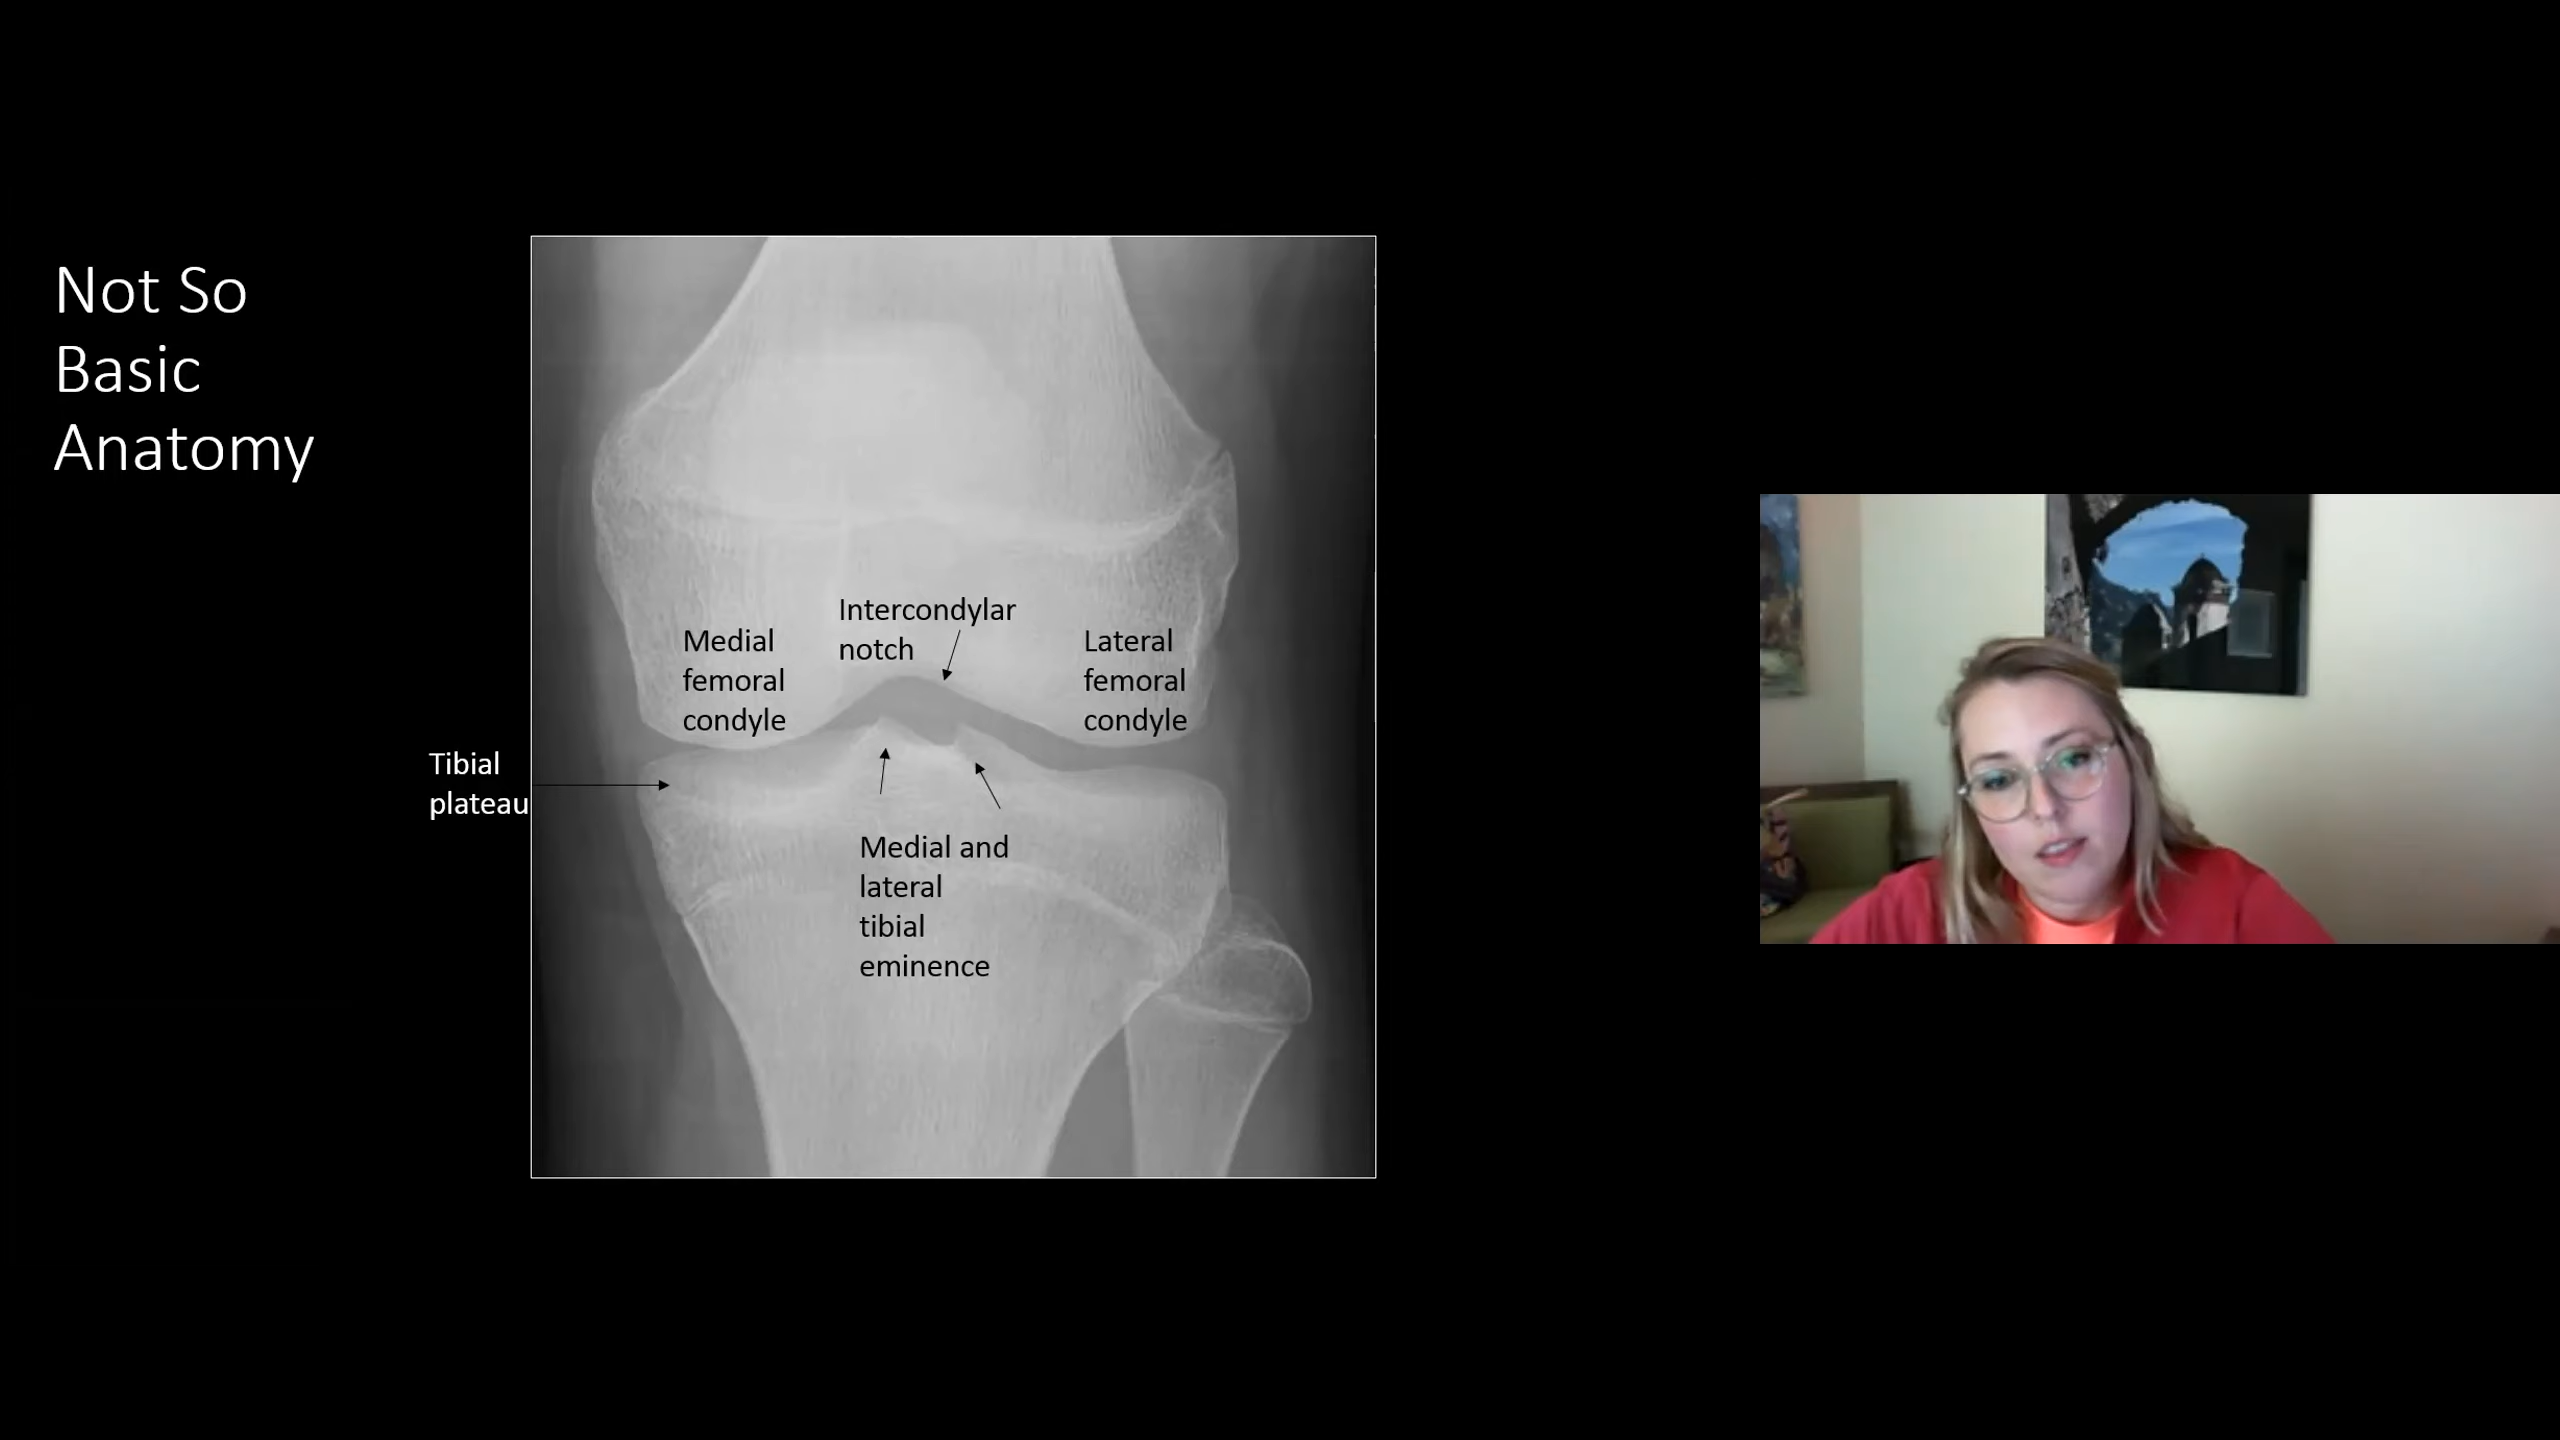 Not So
Basic
Anatomy
Intercondylar
notch
Medial
femoral
condyle
Lateral
femoral
condyle
Tibial
plateau
Medial and
lateral
tibial
eminence